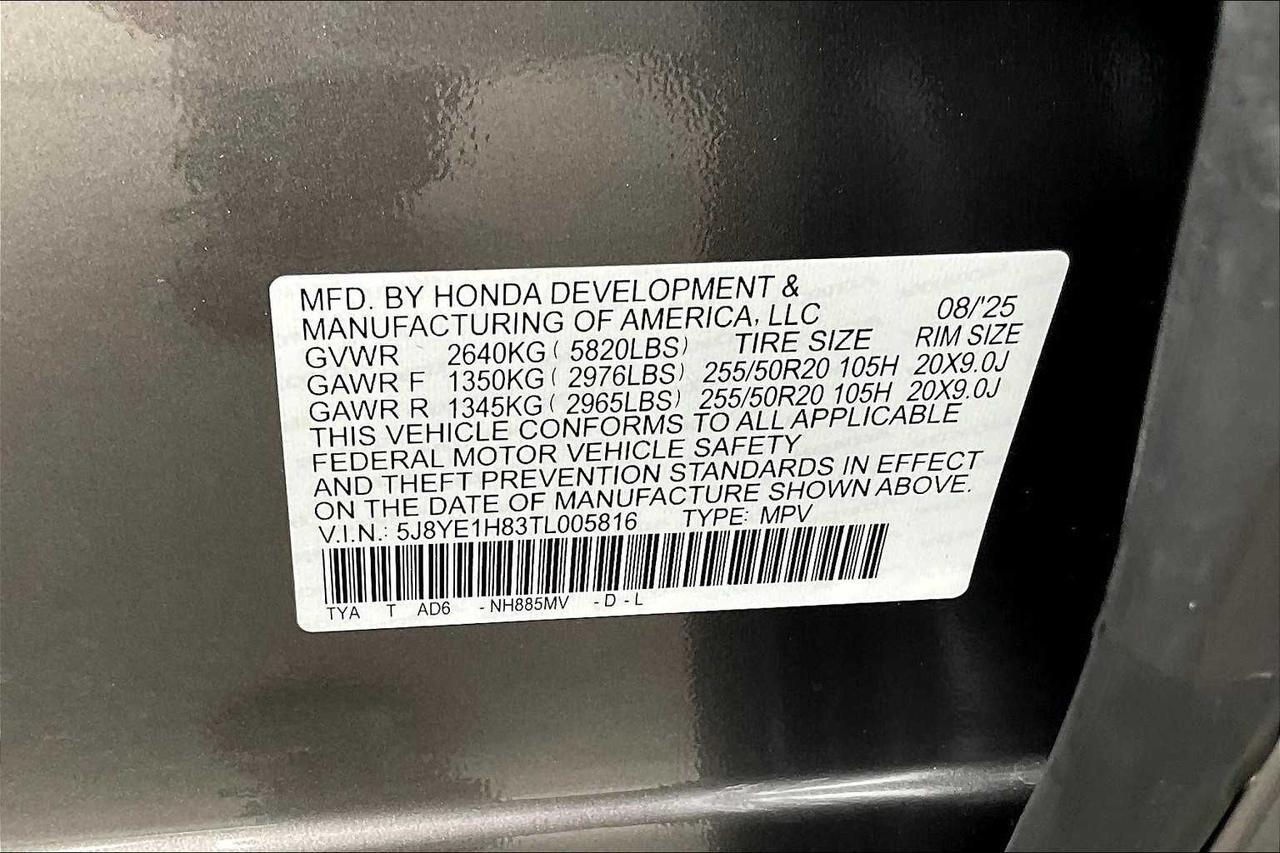 MFD. BY HONDA DEVELOPMENT &
MANUFACTURING OF AMERICA, LLC 08/'25
GVWR 2640KG ( 5820LBS) TIRE SIZE RIM SIZE
GAWR F 1350KG ( 2976LBS) 255/50R20 105H 20X9.0J
GAWR R 1345KG ( 2965LBS) 255/50R20 105H 20X9.0J
THIS VEHICLE CONFORMS TO ALL APPLICABLE
FEDERAL MOTOR VEHICLE SAFETY
AND THEFT PREVENTION STANDARDS IN EFFECT
ON THE DATE OF MANUFACTURE SHOWN ABOVE.
V.I.N.: 5J8YE1H83TL005816 TYPE: MPV
TYA T AD6 - NH885MV - D - L